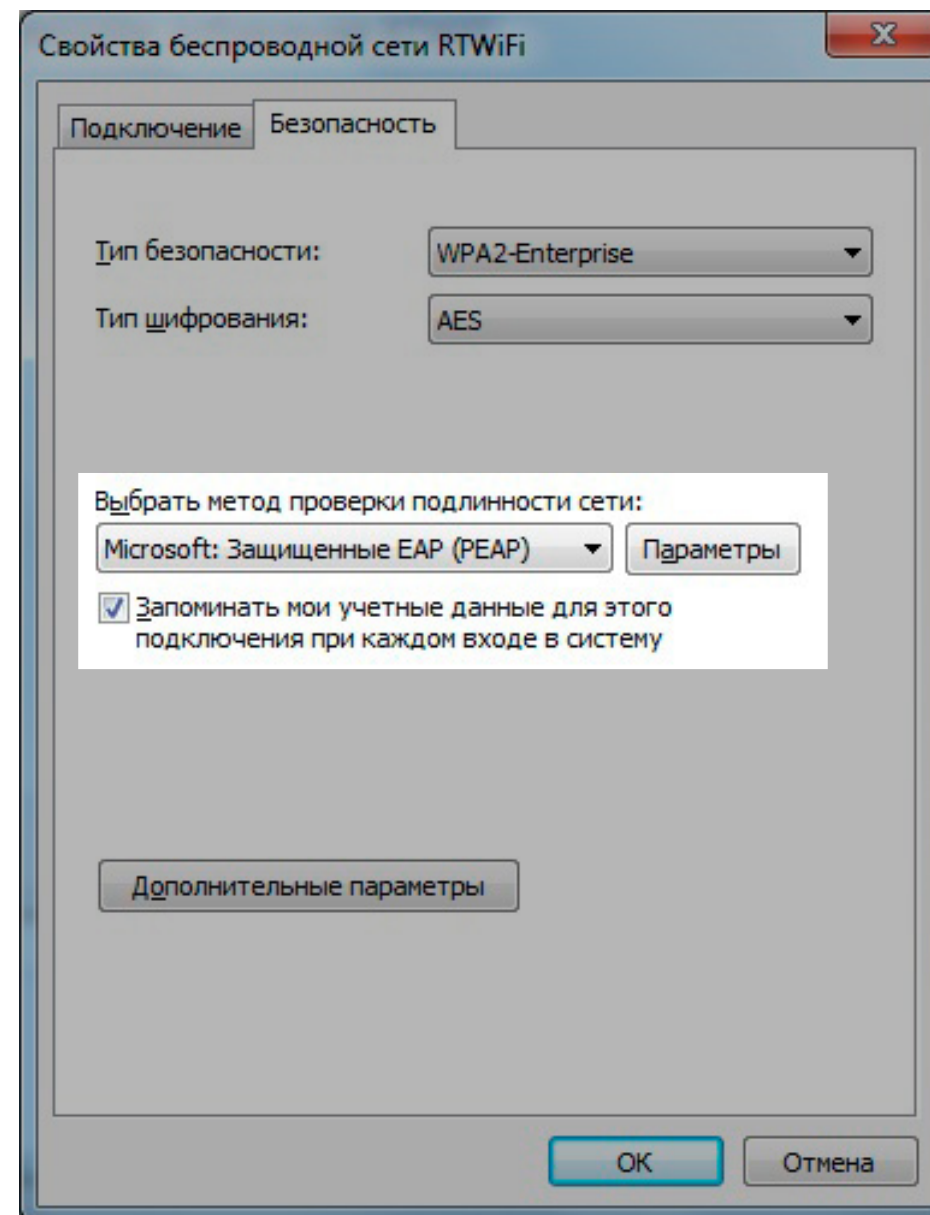 Свойства беспроводной сети RTWiFi
Подключение
Безопасность
Тип безопасности:
WPA2-Enterprise
Тип шифрования:
AES
Выбрать метод проверки подлинности сети:
Microsoft: Защищенные EAP (PEAP)
Параметры
Запоминать мои учетные данные для этого
подключения при каждом входе в систему
Дополнительные параметры
ОК
Отмена